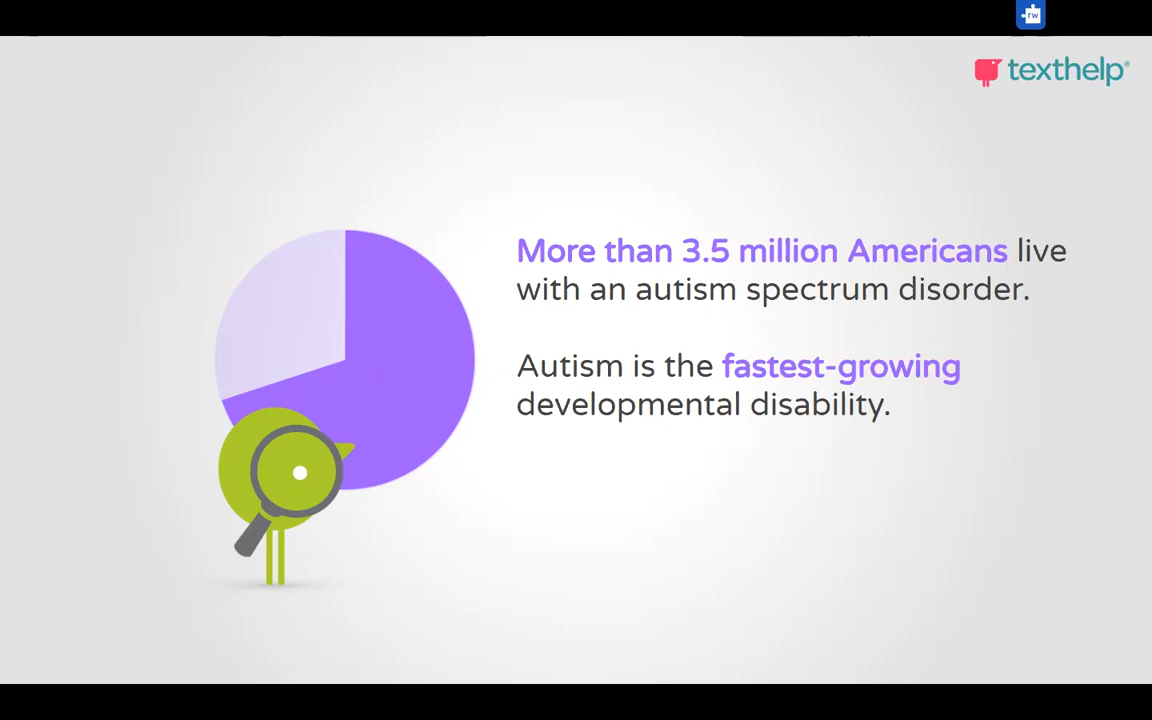 rw
texthelp®
More than 3.5 million Americans live
with an autism spectrum disorder.
Autism is the fastest-growing
developmental disability.